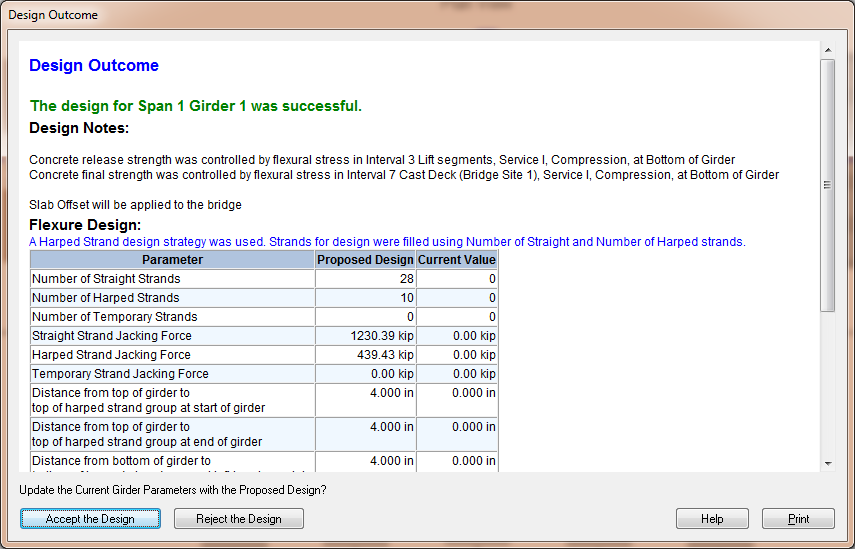 Design Outcome
Design Outcome
The design for Span 1 Girder 1 was successful.
Design Notes:
Concrete release strength was controlled by flexural stress in Interval 3 Lift segments, Service I, Compression, at Bottom of Girder
Concrete final strength was controlled by flexural stress in Interval 7 Cast Deck (Bridge Site 1), Service I, Compression, at Bottom of Girder
Slab Offset will be applied to the bridge
Flexure Design:
A Harped Strand design strategy was used. Strands for design were filled using Number of Straight and Number of Harped strands.
Parameter Proposed Design Current Value
Number of Straight Strands 28 0
Number of Harped Strands 10 0
Number of Temporary Strands 0 0
Straight Strand Jacking Force 1230.39 kip 0.00 kip
Harped Strand Jacking Force 439.43 kip 0.00 kip
Temporary Strand Jacking Force 0.00 kip 0.00 kip
Distance from top of girder to 4.000 in 0.000 in
top of harped strand group at start of girder
Distance from top of girder to 4.000 in 0.000 in
top of harped strand group at end of girder
Distance from bottom of girder to 4.000 in 0.000 in
Update the Current Girder Parameters with the Proposed Design?
Accept the Design Reject the Design Help Print